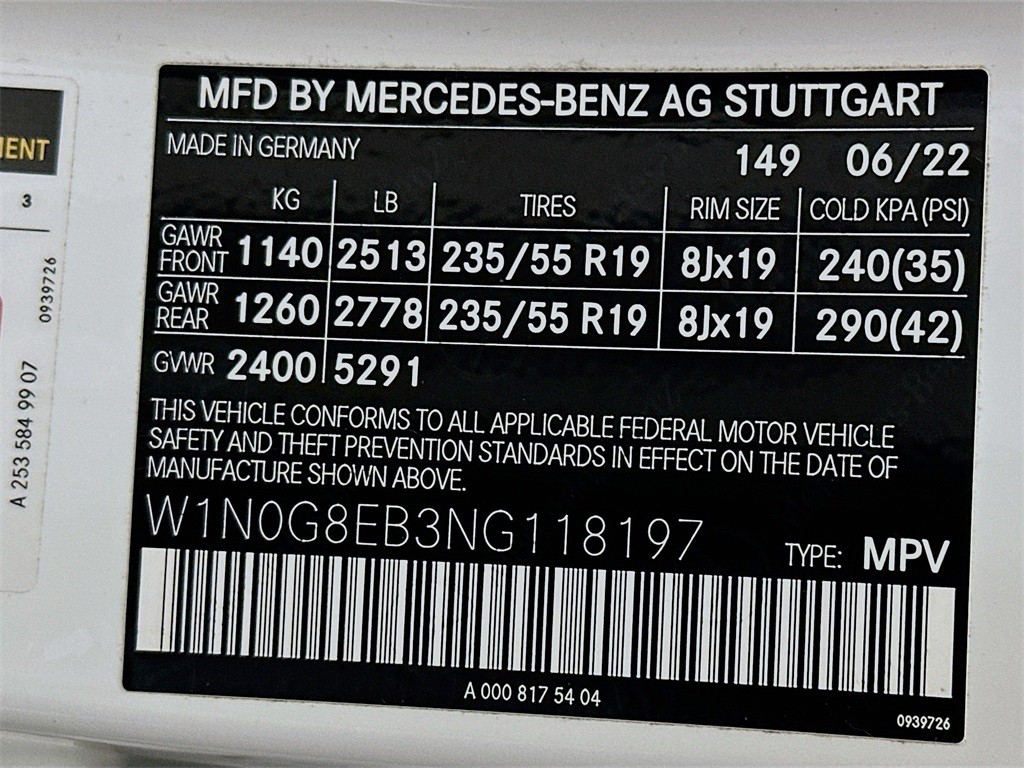 MFD BY MERCEDES-BENZ AG STUTTGART
MADE IN GERMANY
149 06/22
KG LB TIRES RIM SIZE COLD KPA(PSI)
GAWR FRONT 1140 2513 235/55 R19 8Jx19 240(35)
GAWR REAR 1260 2778 235/55 R19 8Jx19 290(42)
GVWR 2400 5291
THIS VEHICLE CONFORMS TO ALL APPLICABLE FEDERAL MOTOR VEHICLE
SAFETY AND THEFT PREVENTION STANDARDS IN EFFECT ON THE DATE OF
MANUFACTURE SHOWN ABOVE.
W1N0G8EB3NG118197
TYPE: MPV
A 000 817 54 04
0939726
3
0939726
A 253 584 99 07